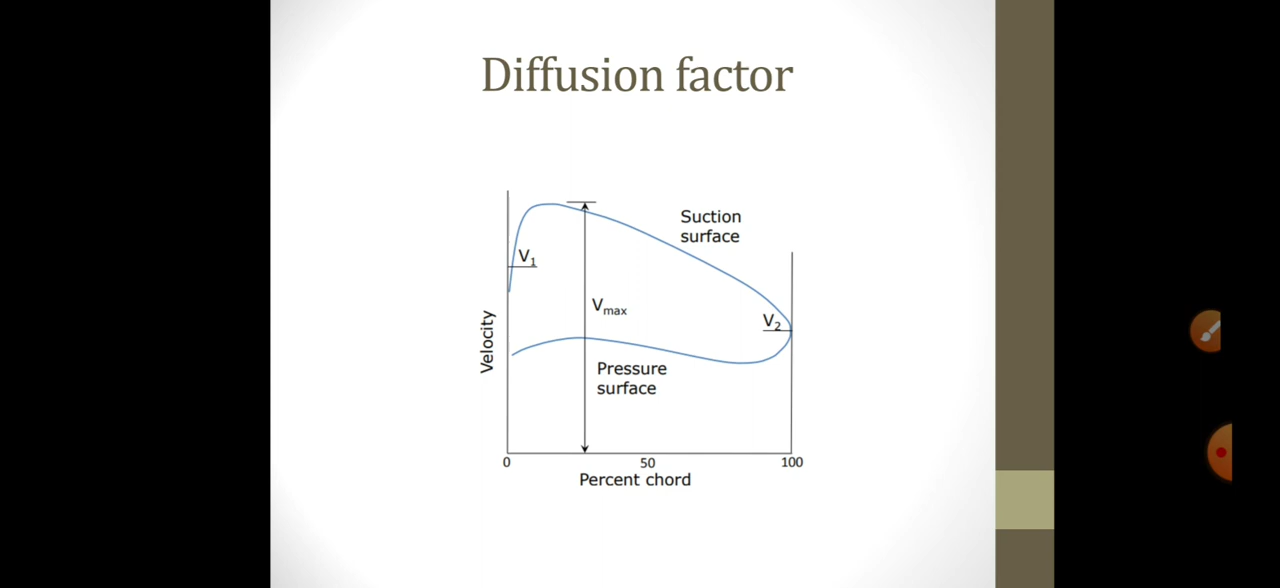 Diffusion factor
Suction
surface
V₁
Vmax
V₂
Velocity
Pressure
surface
0
50
100
Percent chord